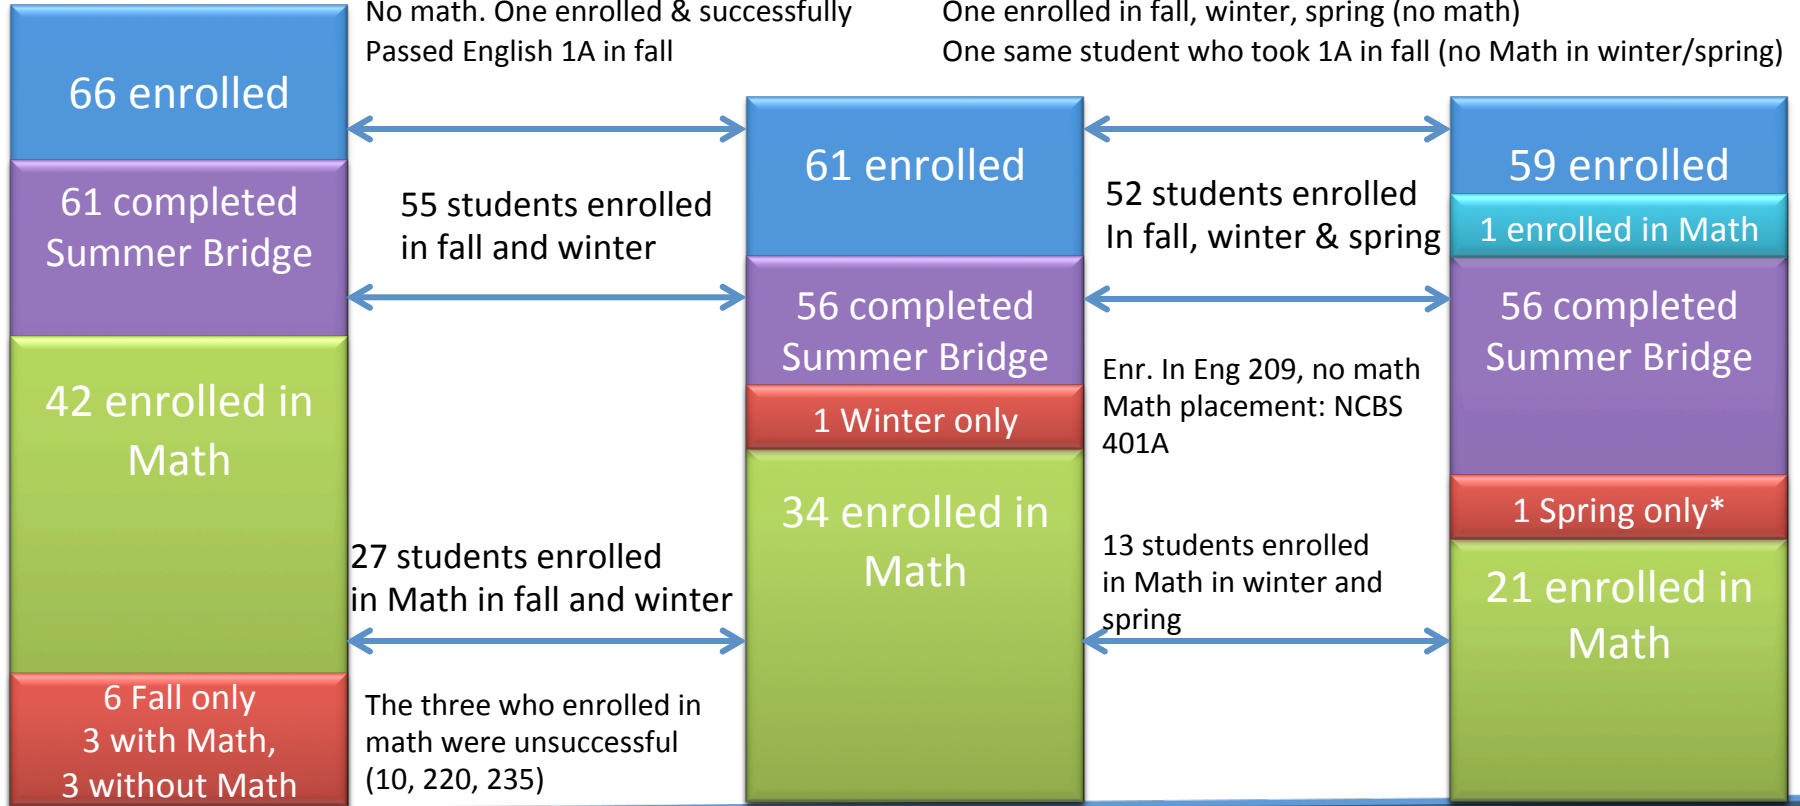 No math. One enrolled & successfully
Passed English 1A in fall
One enrolled in fall, winter, spring (no math)
One same student who took 1A in fall (no Math in winter/spring)
66 enrolled
61 completed
Summer Bridge
42 enrolled in
Math
6 Fall only
3 with Math,
3 without Math
55 students enrolled
in fall and winter
27 students enrolled
in Math in fall and winter
The three who enrolled in
math were unsuccessful
(10, 220, 235)
61 enrolled
56 completed
Summer Bridge
1 Winter only
34 enrolled in
Math
52 students enrolled
In fall, winter & spring
Enr. In Eng 209, no math
Math placement: NCBS
401A
13 students enrolled
in Math in winter and
spring
59 enrolled
1 enrolled in Math
56 completed
Summer Bridge
1 Spring only*
21 enrolled in
Math